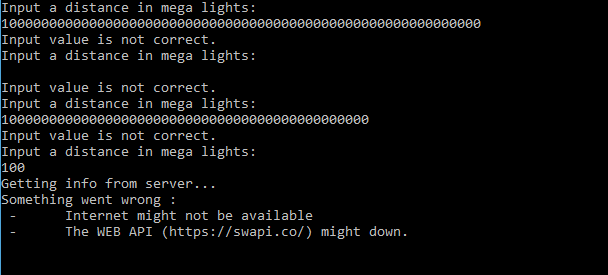 Input a distance in mega lights:
100000000000000000000000000000000000000000000000000000000000
Input value is not correct.
Input a distance in mega lights:
Input value is not correct.
Input a distance in mega lights:
1000000000000000000000000000000000000000000000
Input value is not correct.
Input a distance in mega lights:
100
Getting info from server...
Something went wrong :
- Internet might not be available
- The WEB API (https://swapi.co/) might down.